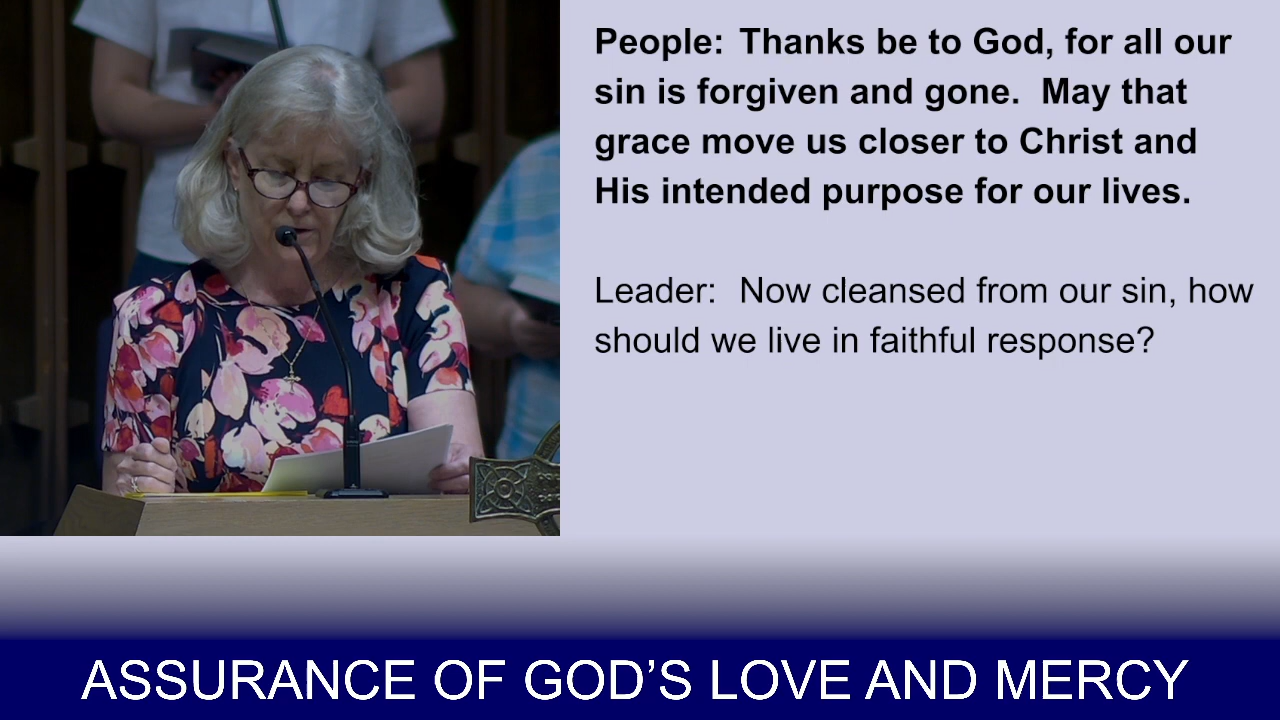 People: Thanks be to God, for all our
sin is forgiven and gone. May that
grace move us closer to Christ and
His intended purpose for our lives.
Leader: Now cleansed from our sin, how
should we live in faithful response?
ASSURANCE OF GOD’S LOVE AND MERCY